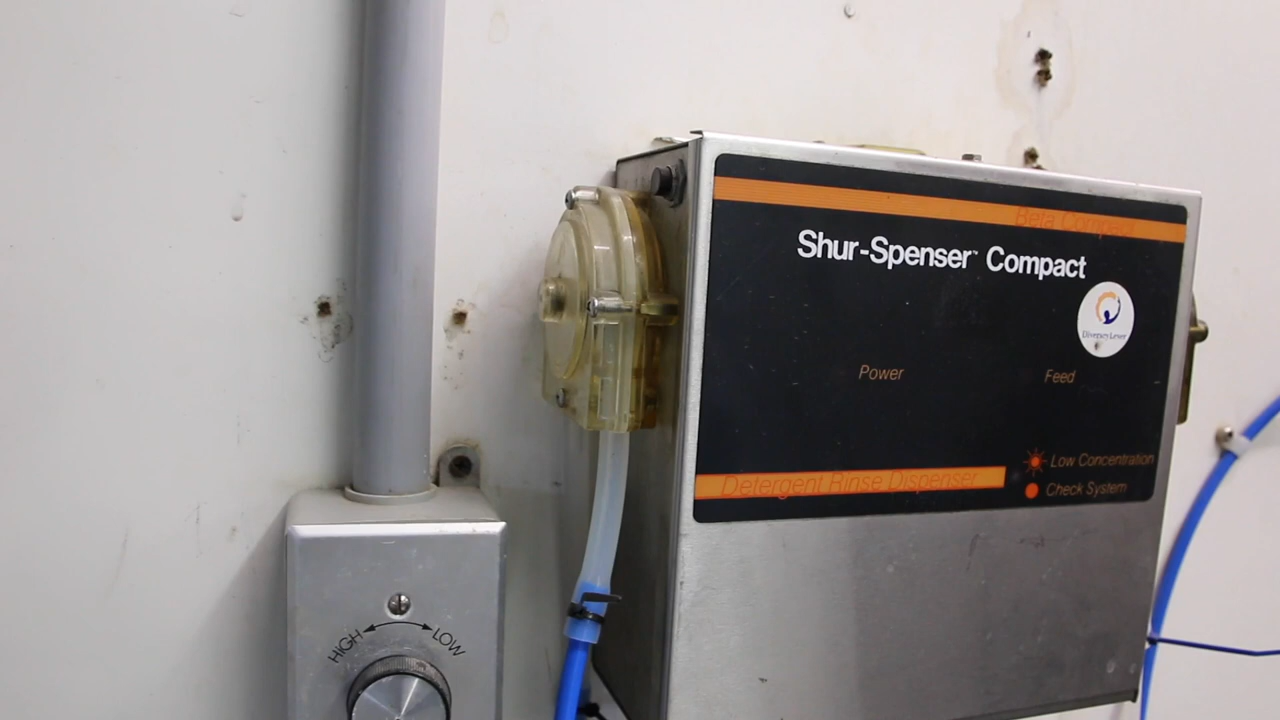 Beta Compact
Shur-Spenser™ Compact
DiverseyLever
Power
Feed
Low Concentration
Detergent Rinse Dispenser
Check System
HIGH
LOW